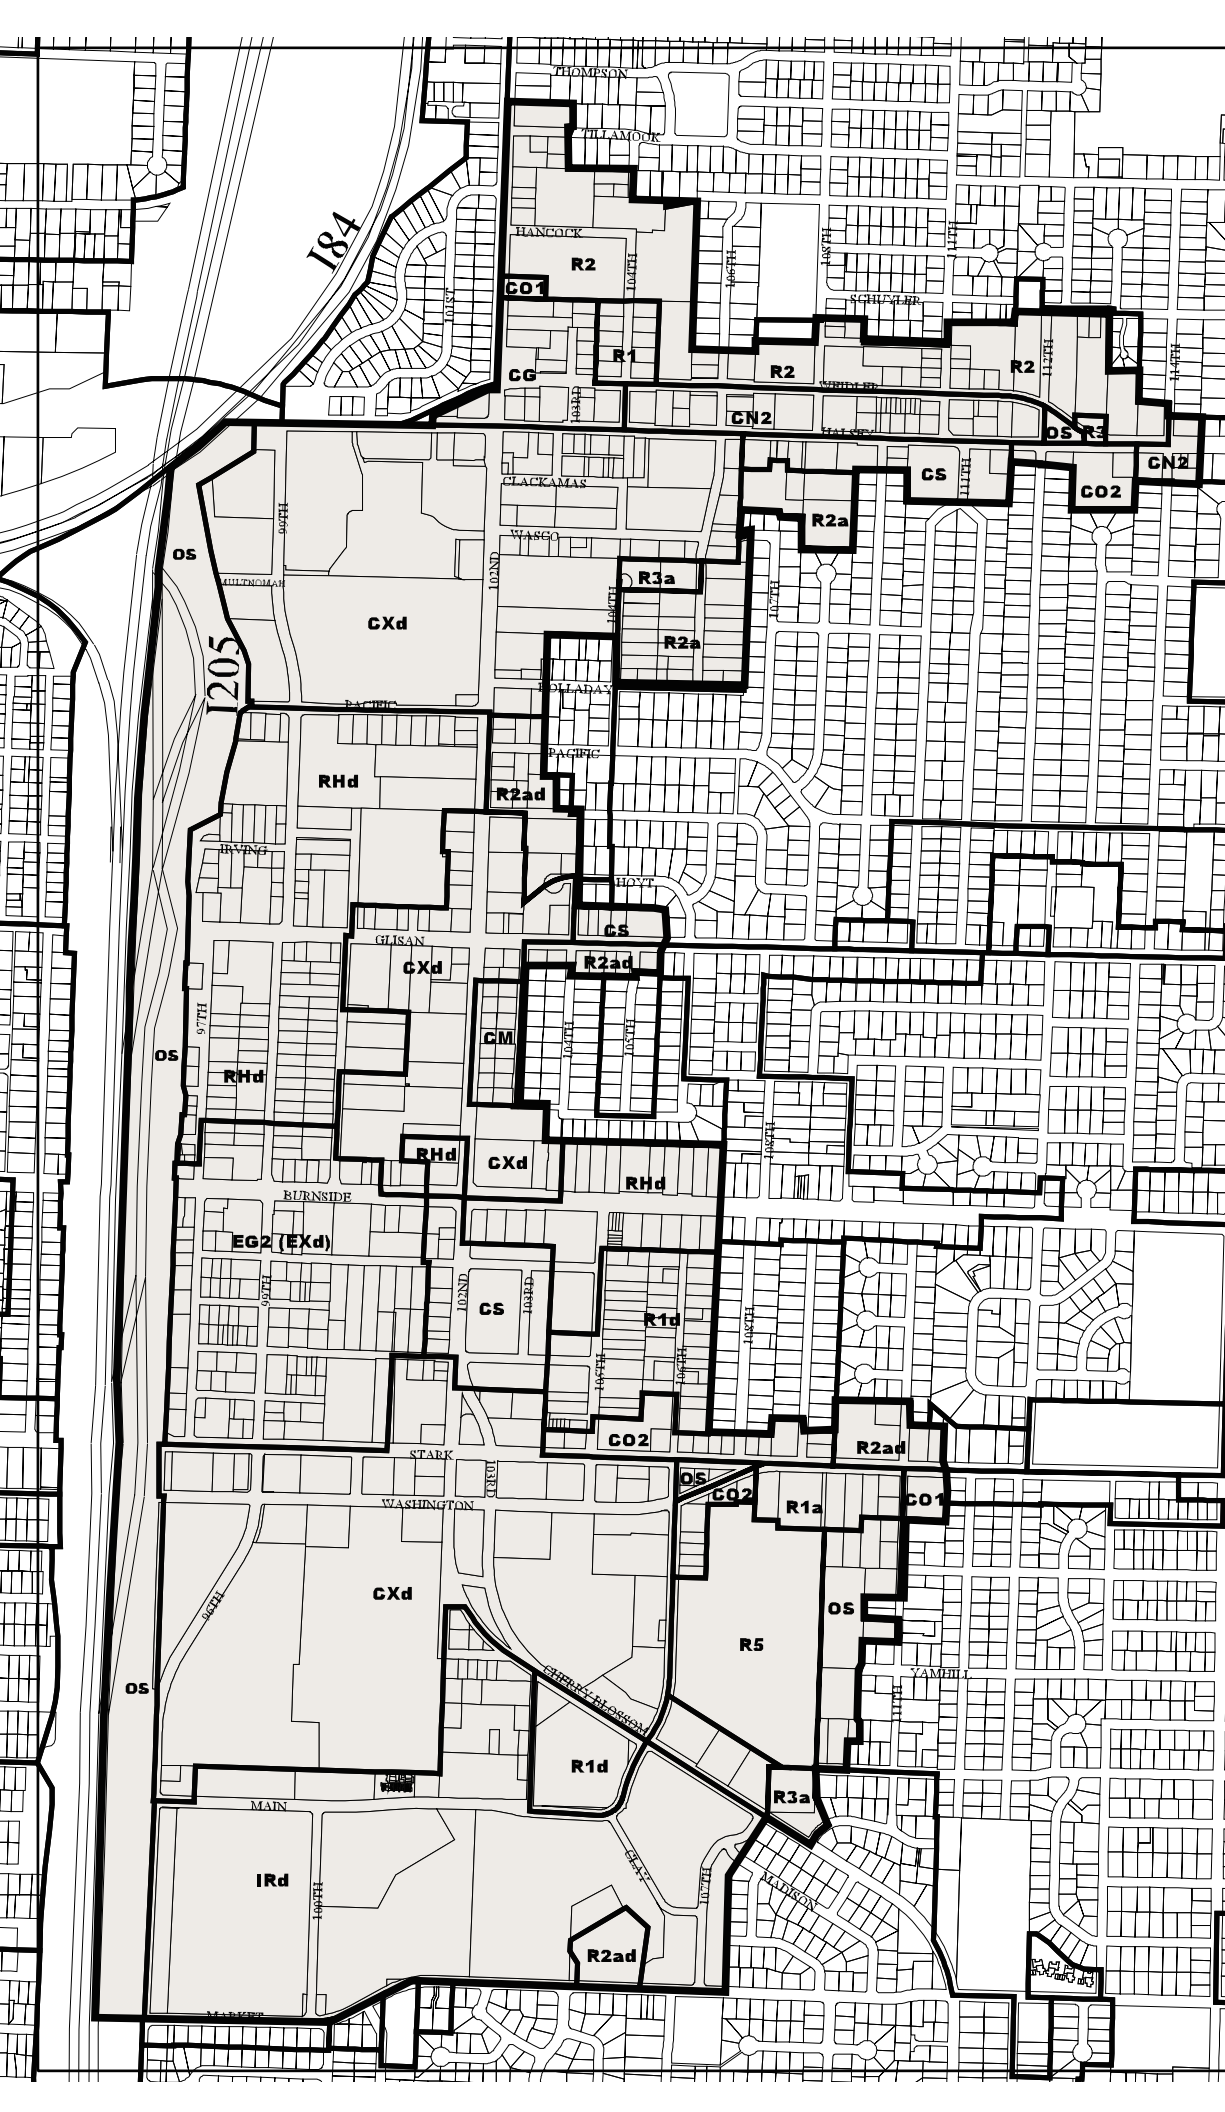 THOMPSON
TILLAMOOK
I84
HANCOCK
R2
104TH
106TH
108TH
111TH
CO1
101ST
SCHUYLER
R1
CG
103RD
R2
WEIDLER
R2
112TH
114TH
CN2
HALSEY
OS
R3
CS
111TH
CN2
CO2
CLACKAMAS
99TH
WASCO
R2a
OS
102ND
MULTNOMAH
R3a
104TH
107TH
CXd
R2a
I205
HOLLADAY
PACIFIC
PACIFIC
RHd
R2ad
IRVING
HOYT
GLISAN
CS
CXd
R2ad
97TH
CM
104TH
105TH
OS
RHd
108TH
RHd
CXd
RHd
BURNSIDE
EG2 (EXd)
99TH
102ND
CS
103RD
R1d
108TH
105TH
106TH
CO2
R2ad
STARK
103RD
OS
CO2
R1a
CO1
WASHINGTON
CXd
96TH
OS
R5
YAMHILL
OS
111TH
CHERRY BLOSSOM
R1d
R3a
MAIN
IRd
100TH
CLAY
107TH
MADISON
R2ad
MARKET